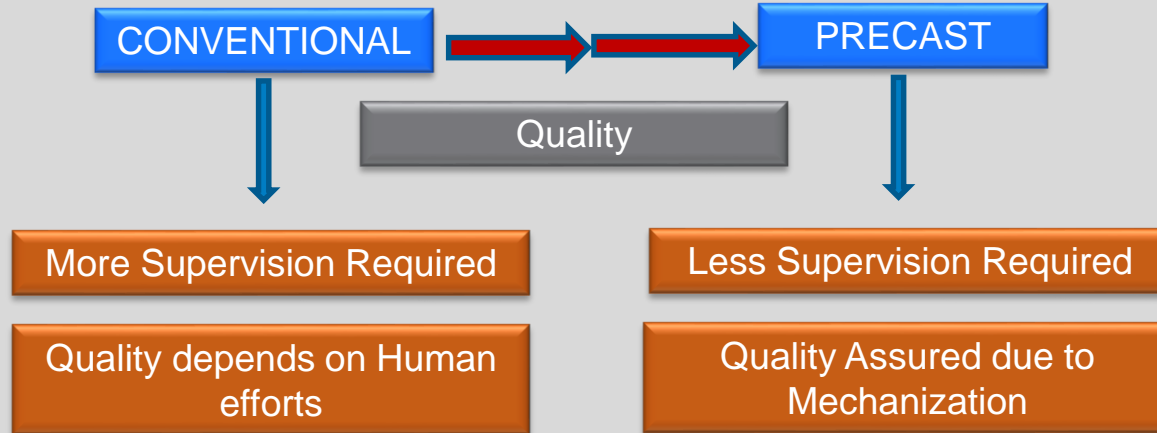 CONVENTIONAL
PRECAST
Quality
More Supervision Required
Less Supervision Required
Quality depends on Human
efforts
Quality Assured due to
Mechanization